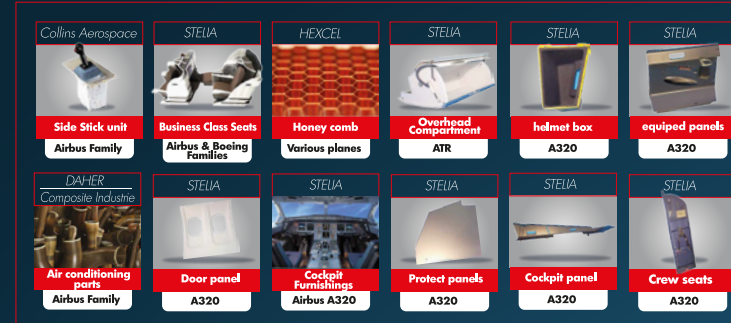 Collins Aerospace
Side Stick unit
Airbus Family
STELIA
Business Class Seats
Airbus & Boeing
Families
HEXCEL
Honey comb
Various planes
STELIA
Overhead
Compartment
ATR
STELIA
helmet box
A320
STELIA
equiped panels
A320
DAHER
Composite Industrie
Air conditioning
parts
Airbus Family
STELIA
Door panel
A320
STELIA
Cockpit
Furnishings
Airbus A320
STELIA
Protect panels
A320
STELIA
Cockpit panel
A320
STELIA
Crew seats
A320